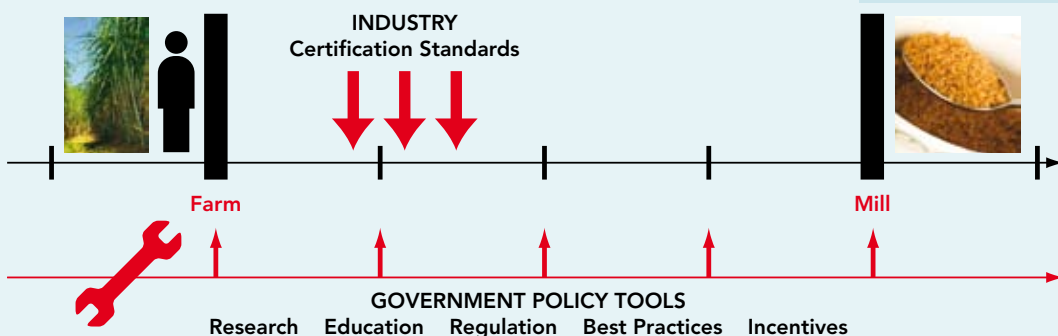 INDUSTRY
Certification Standards
Farm
Mill
GOVERNMENT POLICY TOOLS
Research Education Regulation Best Practices Incentives